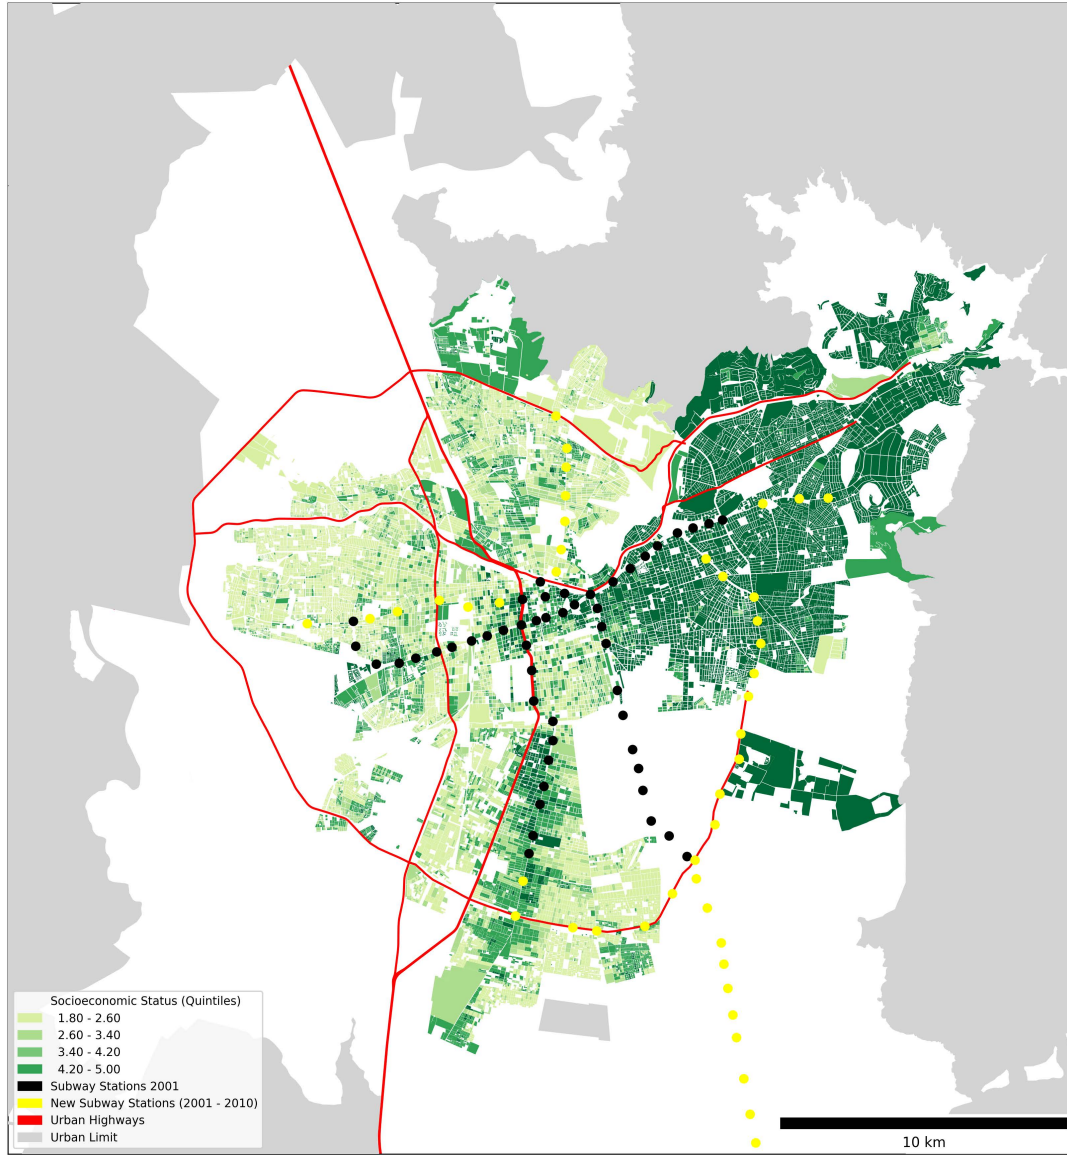 Socioeconomic Status (Quintiles)
1.80 - 2.60
2.60 - 3.40
3.40 - 4.20
4.20 - 5.00
Subway Stations 2001
New Subway Stations (2001 - 2010)
Urban Highways
Urban Limit
10 km